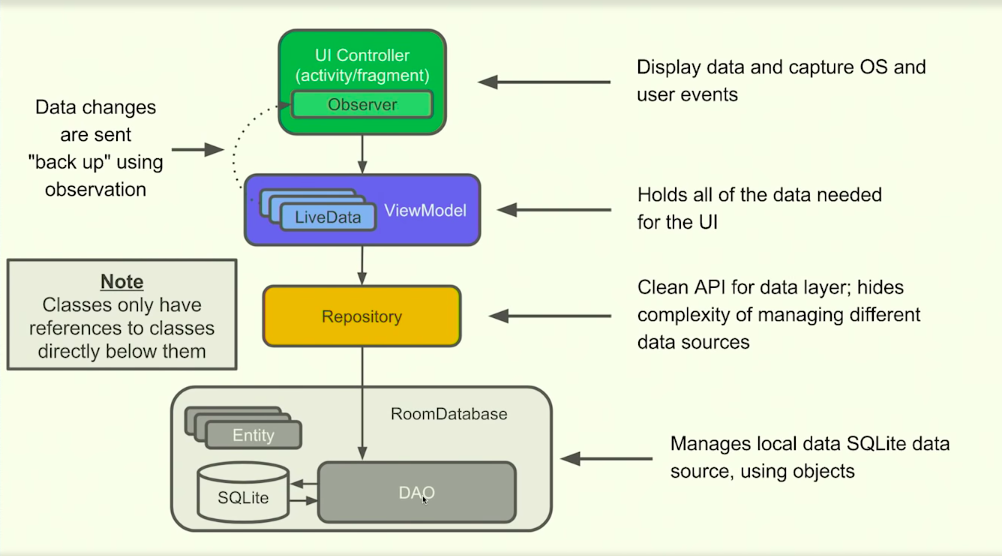 UI Controller
(activity/fragment)
Observer
Display data and capture OS and
user events
Data changes
are sent
"back up" using
observation
LiveData
ViewModel
Holds all of the data needed
for the UI
Note
Classes only have
references to classes
directly below them
Repository
Clean API for data layer; hides
complexity of managing different
data sources
RoomDatabase
Entity
SQLite
DAO
Manages local data SQLite data
source, using objects